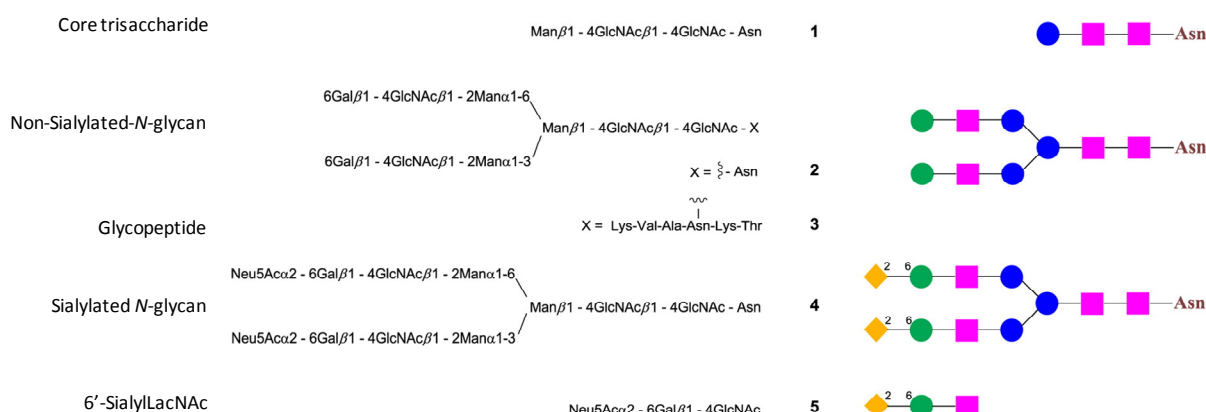 Core trisaccharide
Manβ1 - 4GlcNAcβ1 - 4GlcNAc - Asn 1
Asn
6Galβ1 - 4GlcNAcβ1 - 2Manα1-6
Non-Sialylated-N-glycan
Manβ1 - 4GlcNAcβ1 - 4GlcNAc - X
Asn
6Galβ1 - 4GlcNAcβ1 - 2Manα1-3
X = - Asn 2
Glycopeptide
X = Lys-Val-Ala-Asn-Lys-Thr 3
Neu5Acα2 - 6Galβ1 - 4GlcNAcβ1 - 2Manα1-6
2 6
Sialylated N-glycan
Manβ1 - 4GlcNAcβ1 - 4GlcNAc - Asn 4
Asn
2 6
Neu5Acα2 - 6Galβ1 - 4GlcNAcβ1 - 2Manα1-3
6'-SialylLacNAc
Neu5Acα2 - 6Galβ1 - 4GlcNAc 5
2 6